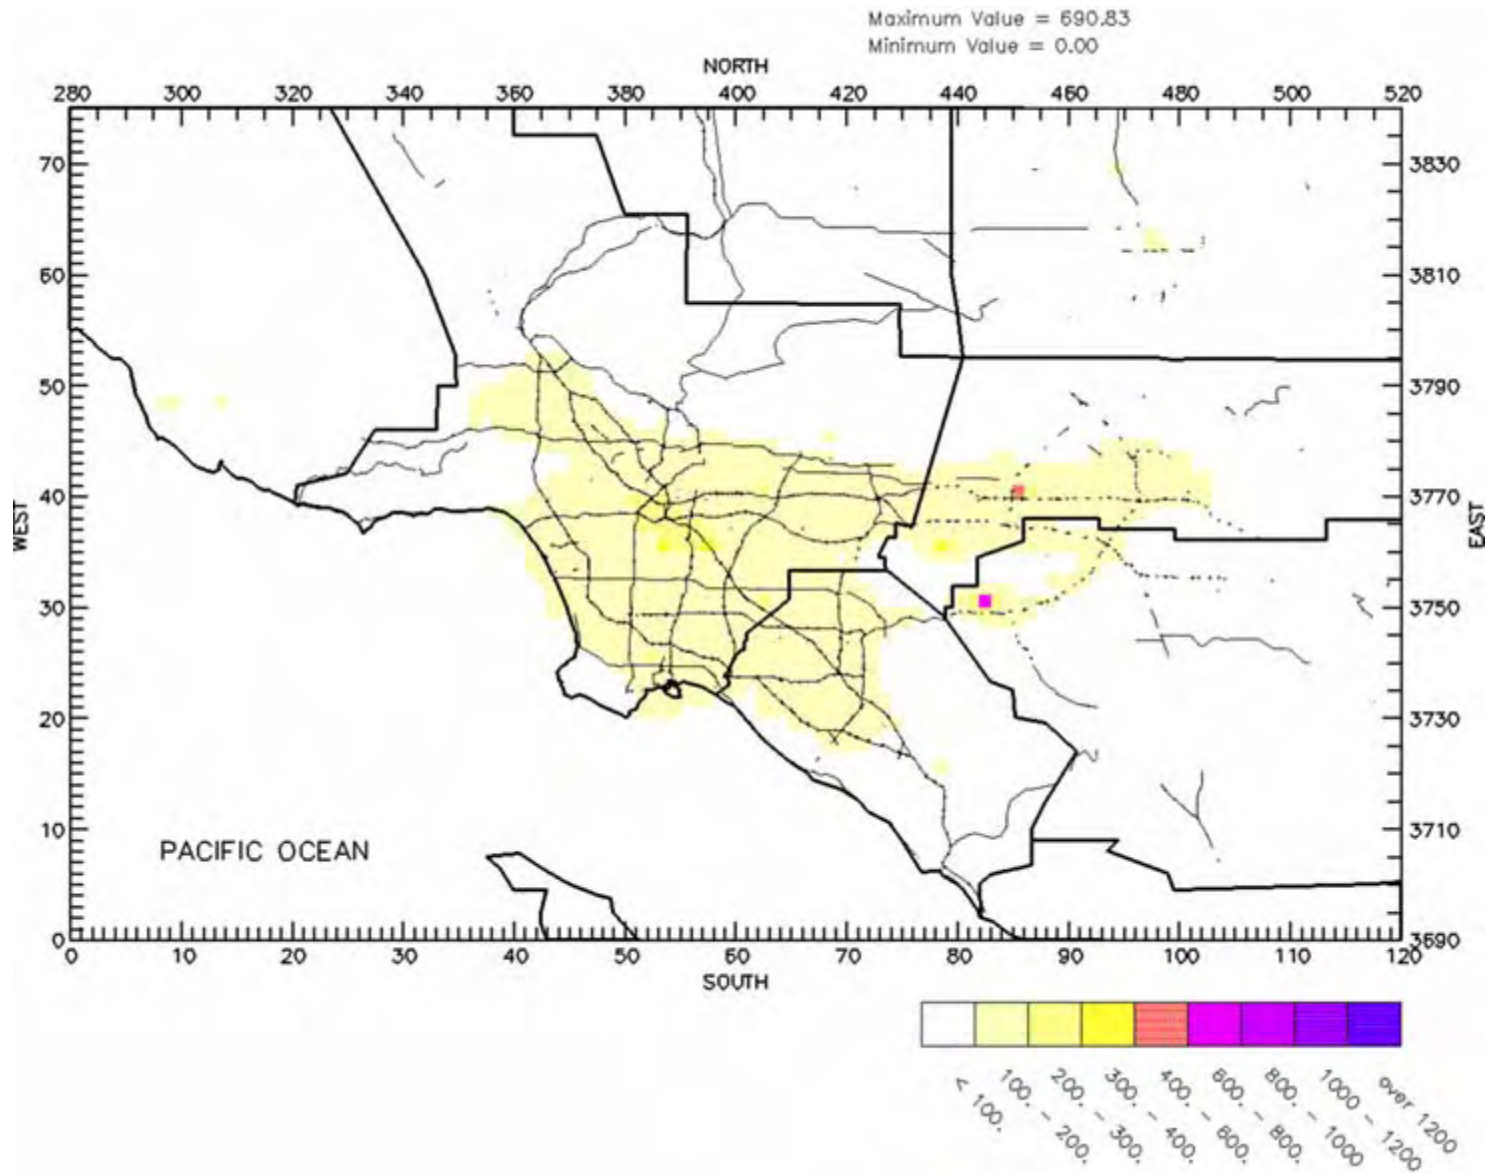 Maximum Value = 690.83
Minimum Value = 0.00
NORTH
280 300 320 340 360 380 400 420 440 460 480 500 520
70 3830
60 3810
50 3790
40 3770
WEST
EAST
30 3750
20 3730
10 3710
PACIFIC OCEAN
0 3690
0 10 20 30 40 50 60 70 80 90 100 110 120
SOUTH
< 100.
100. - 200.
200. - 300.
300. - 400.
400. - 600.
600. - 800.
800. - 1000
1000 - 1200
over 1200